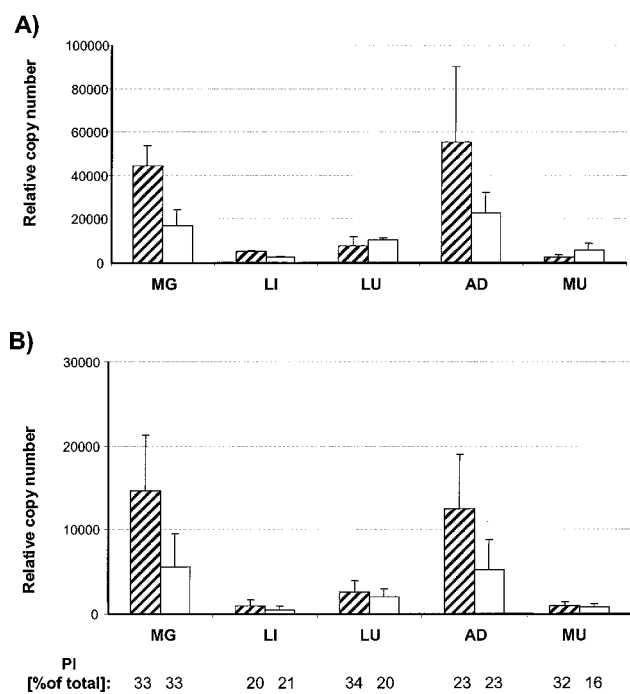 A)
Relative copy number
100000
80000
60000
40000
20000
0
MG LI LU AD MU
B)
Relative copy number
30000
20000
10000
0
MG LI LU AD MU
PI
[%of total]: 33 33 20 21 34 20 23 23 32 16